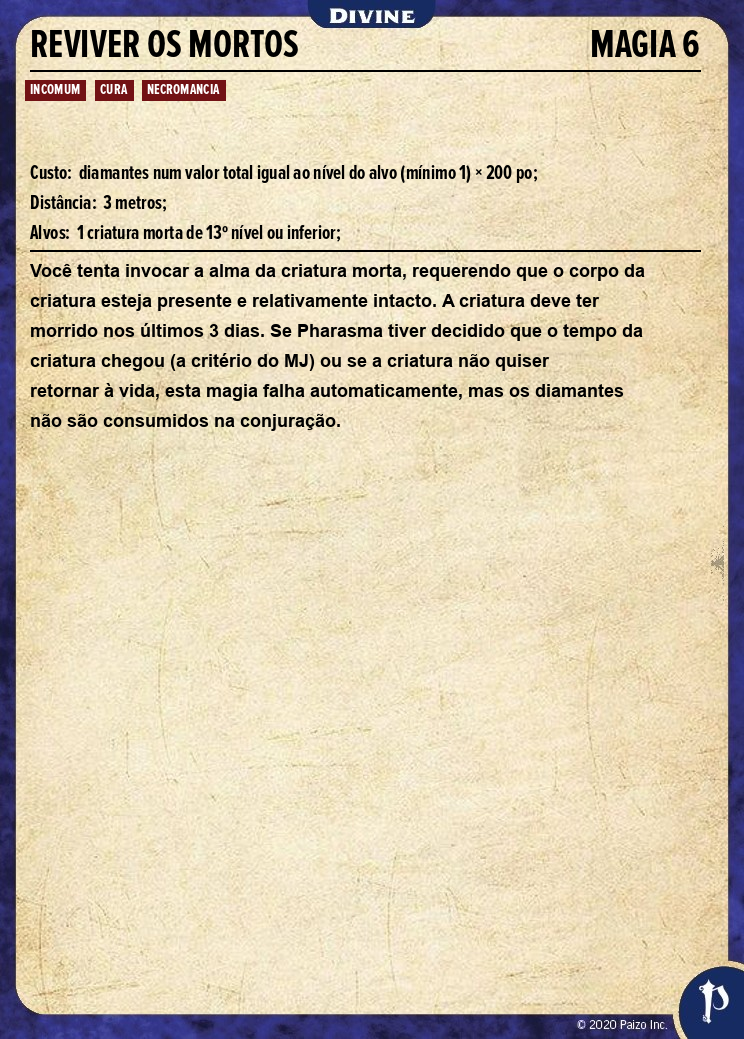 DIVINE
REVIVER OS MORTOS MAGIA 6
INCOMUM CURA NECROMANCIA
Custo: diamantes num valor total igual ao nível do alvo (mínimo 1) × 200 po;
Distância: 3 metros;
Alvos: 1 criatura morta de 13º nível ou inferior;
Você tenta invocar a alma da criatura morta, requerendo que o corpo da
criatura esteja presente e relativamente intacto. A criatura deve ter
morrido nos últimos 3 dias. Se Pharasma tiver decidido que o tempo da
criatura chegou (a critério do MJ) ou se a criatura não quiser
retornar à vida, esta magia falha automaticamente, mas os diamantes
não são consumidos na conjuração.
© 2020 Paizo Inc.